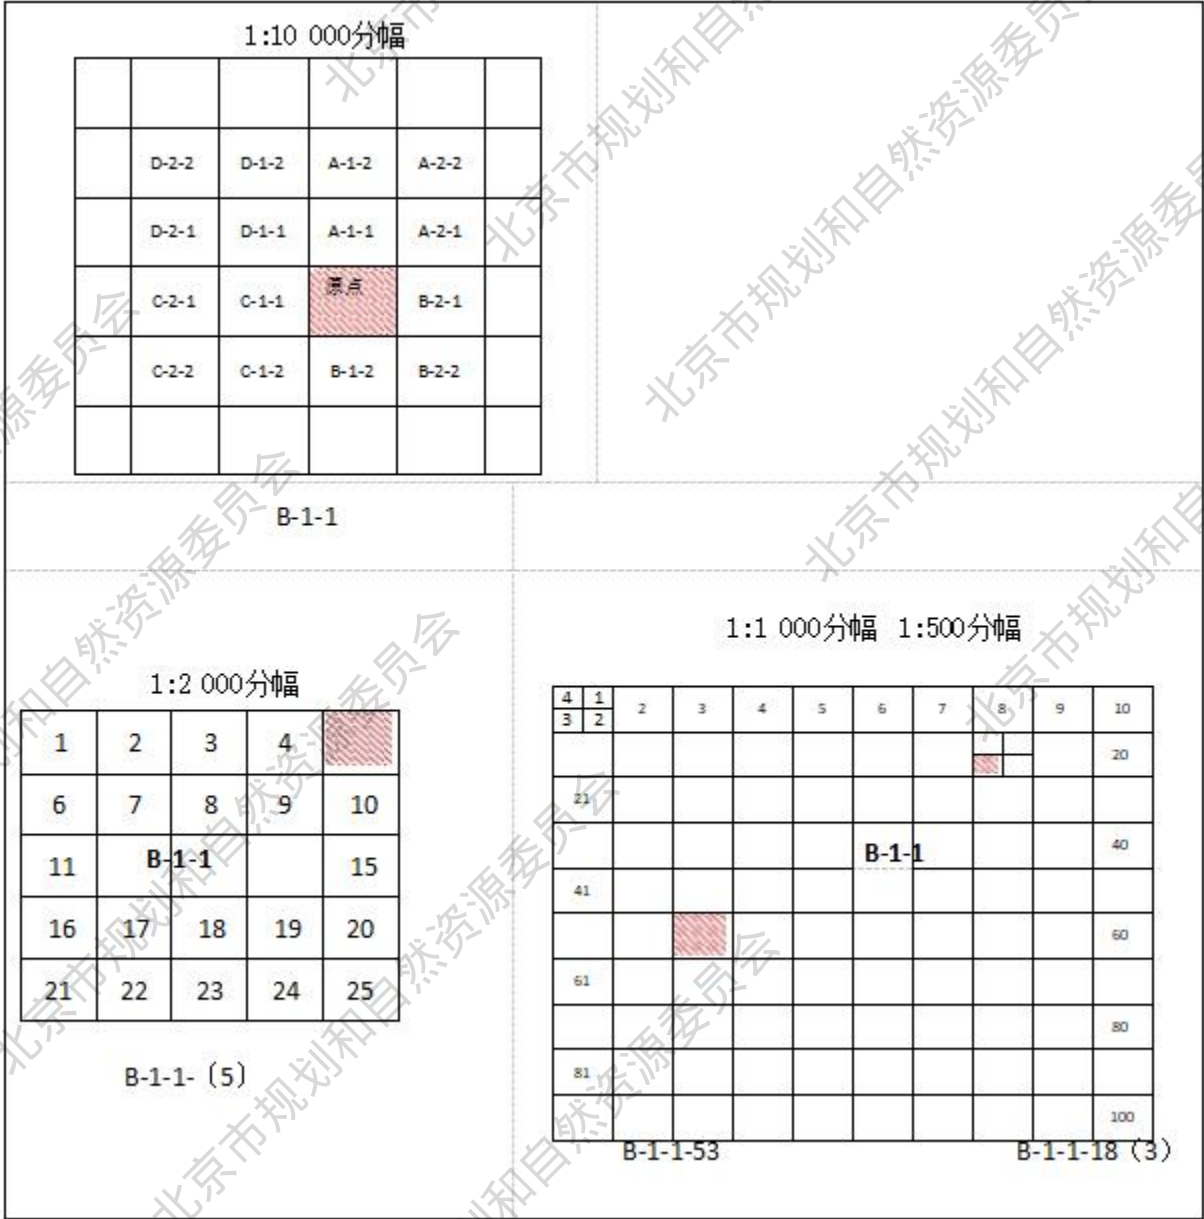 1:10 000分幅
D-2-2 D-1-2 A-1-2 A-2-2
D-2-1 D-1-1 A-1-1 A-2-1
C-2-1 C-1-1 原点 B-2-1
C-2-2 C-1-2 B-1-2 B-2-2
B-1-1
1:2 000分幅
1 2 3 4
6 7 8 9 10
11 B-1-1 15
16 17 18 19 20
21 22 23 24 25
B-1-1-〔5〕
1:1 000分幅 1:500分幅
4 1
3 2
2 3 4 5 6 7 8 9 10
20
21
B-1-1 40
41
60
61
80
81
100
B-1-1-53 B-1-1-18（3）
北京市规划和自然资源委员会